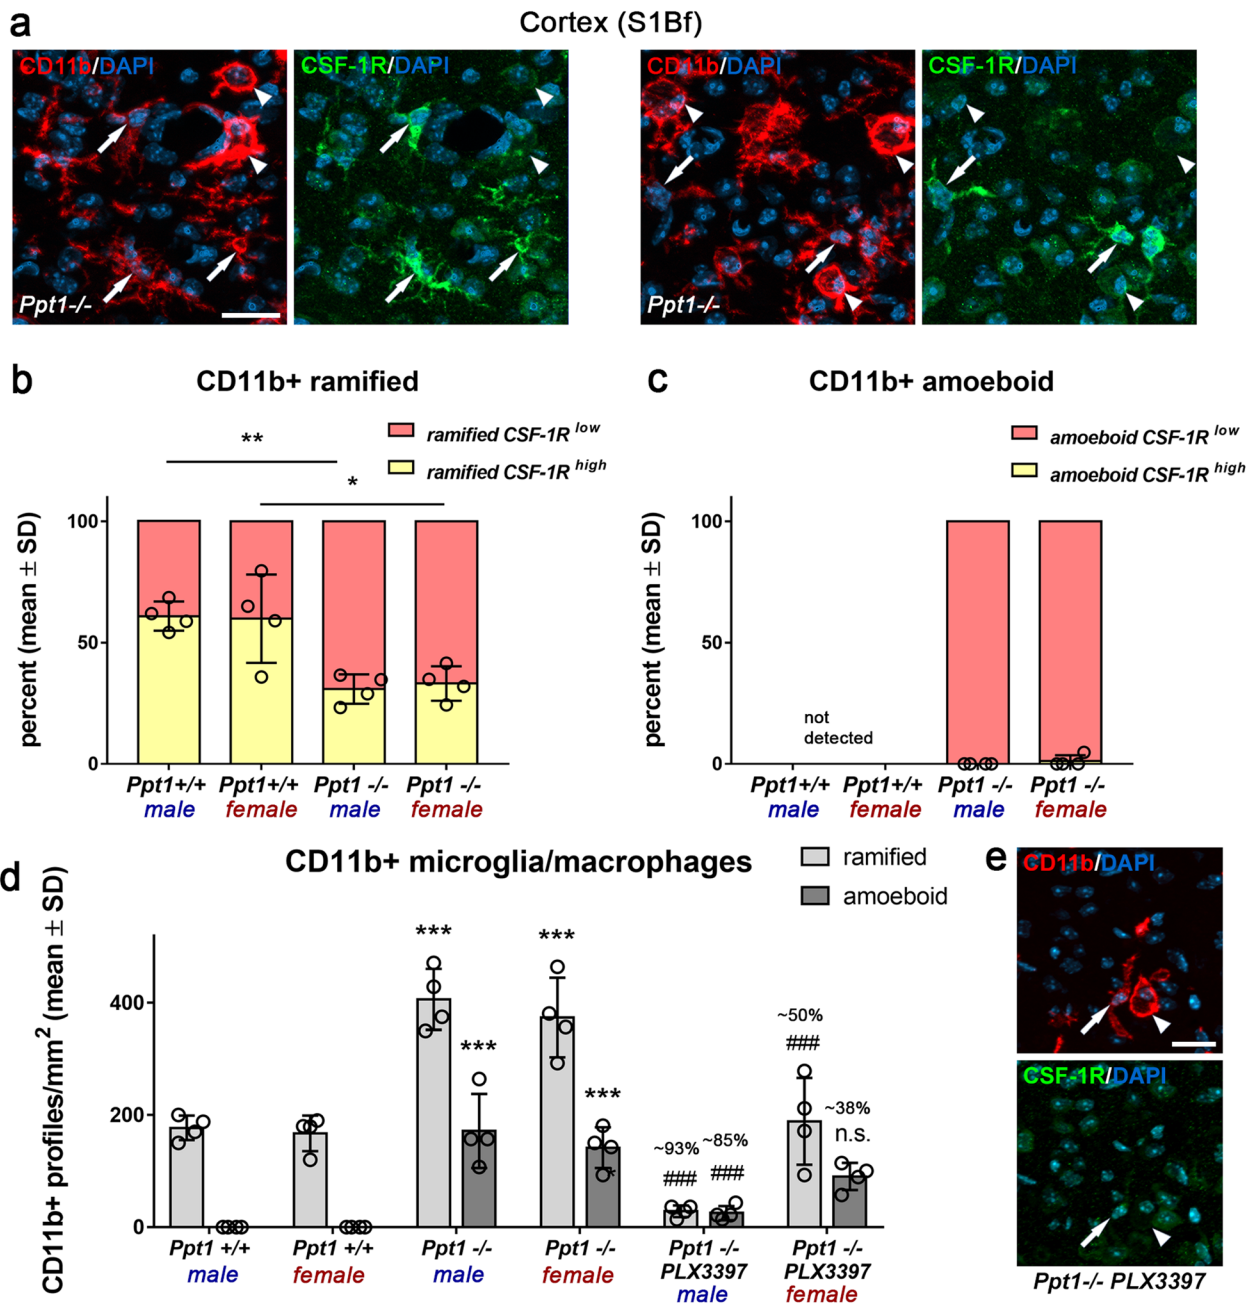 a
Cortex (S1Bf)
CD11b/DAPI
CSF-1R/DAPI
CD11b/DAPI
CSF-1R/DAPI
Ppt1-/-
Ppt1-/-
b
CD11b+ ramified
ramified CSF-1R low
ramified CSF-1R high
**
*
percent (mean ± SD)
100
50
0
Ppt1+/+ Ppt1+/+ Ppt1 -/- Ppt1 -/-
male female male female
c
CD11b+ amoeboid
amoeboid CSF-1R low
amoeboid CSF-1R high
percent (mean ± SD)
100
50
0
not
detected
Ppt1+/+ Ppt1+/+ Ppt1 -/- Ppt1 -/-
male female male female
d
CD11b+ microglia/macrophages
ramified
amoeboid
CD11b+ profiles/mm2 (mean ± SD)
400
200
0
*** *** *** ***
~93% ~85% ~50% ~38%
### ### ### n.s.
Ppt1 +/+ Ppt1 +/+ Ppt1 -/- Ppt1 -/- Ppt1 -/- Ppt1 -/-
male female male female PLX3397 PLX3397
male female
e
CD11b/DAPI
CSF-1R/DAPI
Ppt1-/- PLX3397